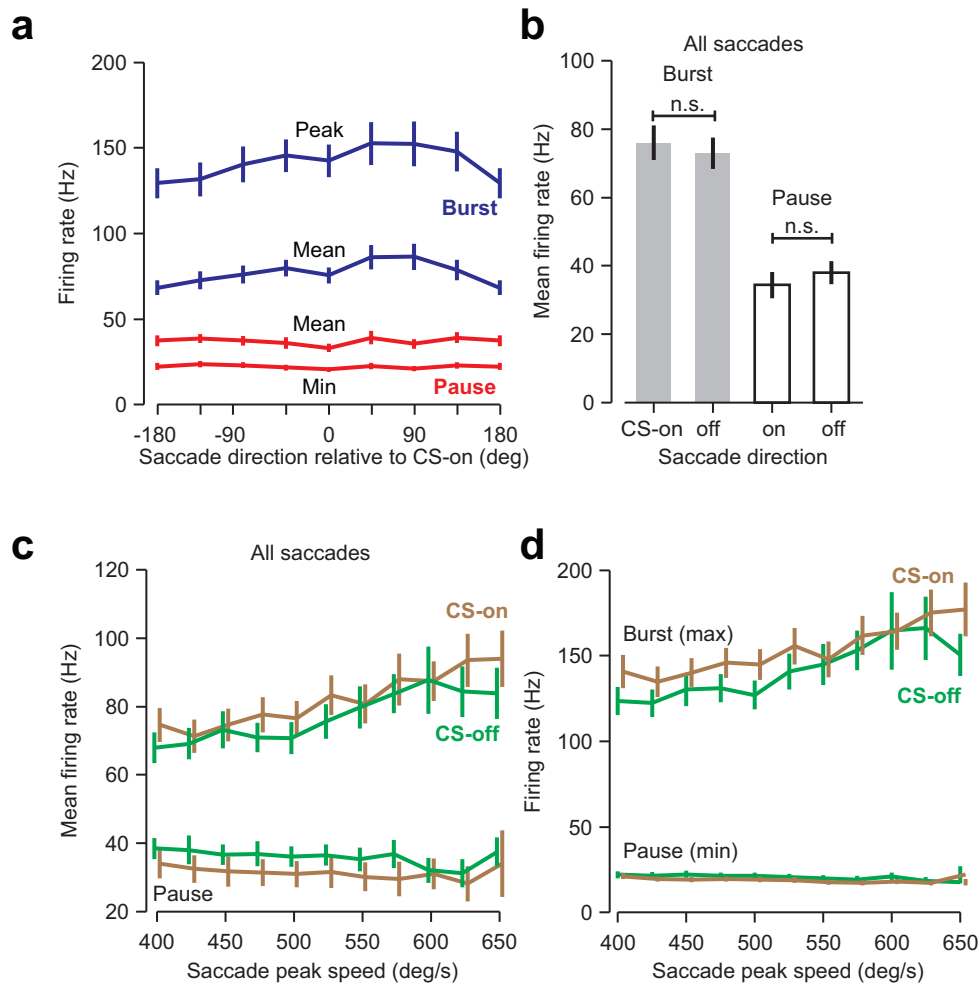 a
200
150
100
50
0
Firing rate (Hz)
Peak
Burst
Mean
Mean
Min
Pause
-180
-90
0
90
180
Saccade direction relative to CS-on (deg)
b
All saccades
100
80
60
40
20
0
Mean firing rate (Hz)
Burst
n.s.
Pause
n.s.
CS-on off on off
Saccade direction
c
All saccades
120
100
80
60
40
20
Mean firing rate (Hz)
CS-on
CS-off
Pause
400 450 500 550 600 650
Saccade peak speed (deg/s)
d
200
150
100
50
0
Firing rate (Hz)
CS-on
Burst (max)
CS-off
Pause (min)
400 450 500 550 600 650
Saccade peak speed (deg/s)